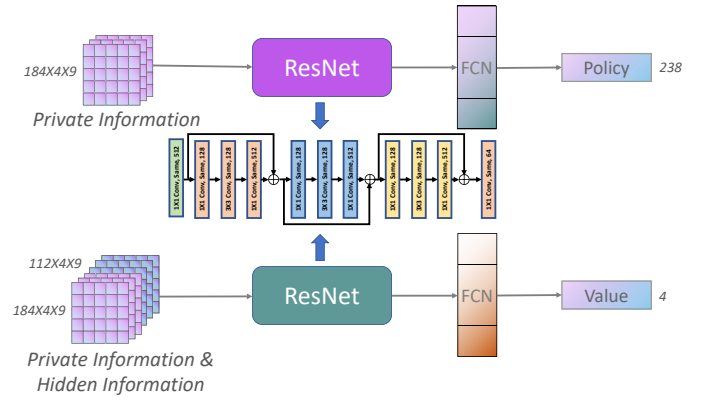 184X4X9
Private Information
ResNet
FCN
Policy
238
1X1 Conv, Same, 512
1X1 Conv, Same, 128
3X3 Conv, Same, 128
1X1 Conv, Same, 512
1X1 Conv, Same, 128
3X3 Conv, Same, 128
1X1 Conv, Same, 512
1X1 Conv, Same, 128
3X3 Conv, Same, 128
1X1 Conv, Same, 512
1X1 Conv, Same, 64
112X4X9
184X4X9
Private Information &
Hidden Information
ResNet
FCN
Value
4